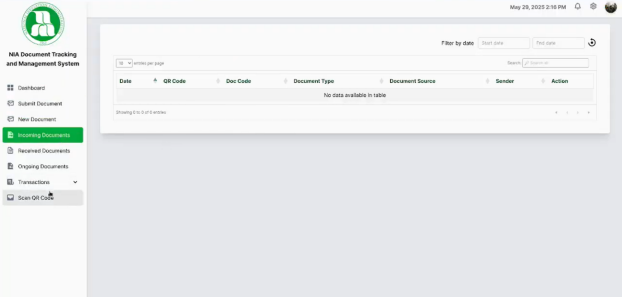 May 29, 2025 2:16 PM
NIA Document Tracking
and Management System
Dashboard
Submit Document
New Document
Incoming Documents
Received Documents
Ongoing Documents
Transactions
Scan QR Code
Filter by date Start date End date
10 entries per page
Search:
Date QR Code Doc Code Document Type Document Source Sender Action
No data available in table
Showing 0 to 0 of 0 entries
« ‹ › »